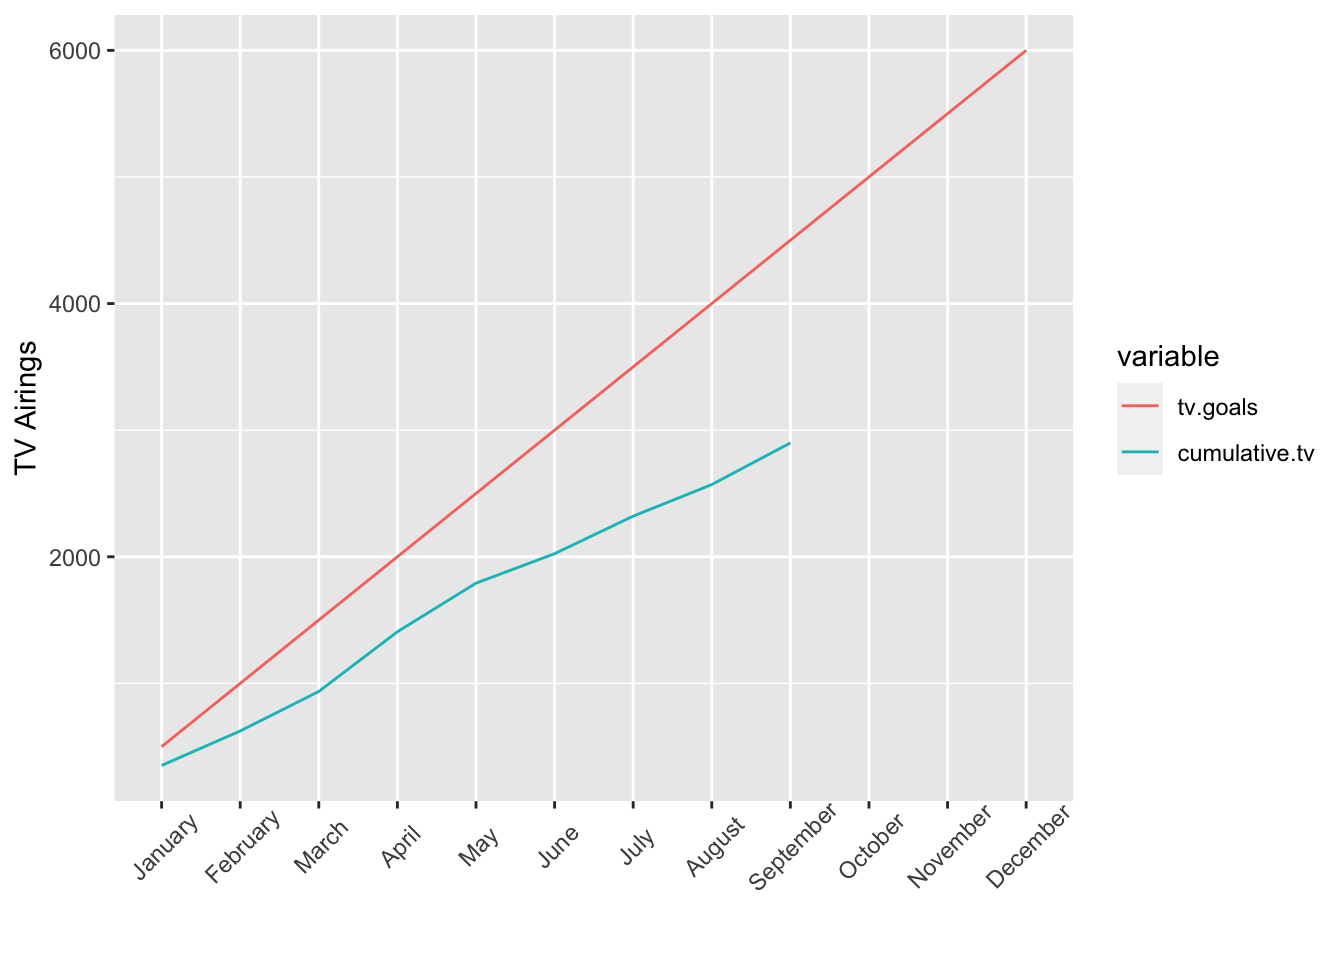 6000
4000
2000
TV Airings
January
February
March
April
May
June
July
August
September
October
November
December
variable
tv.goals
cumulative.tv